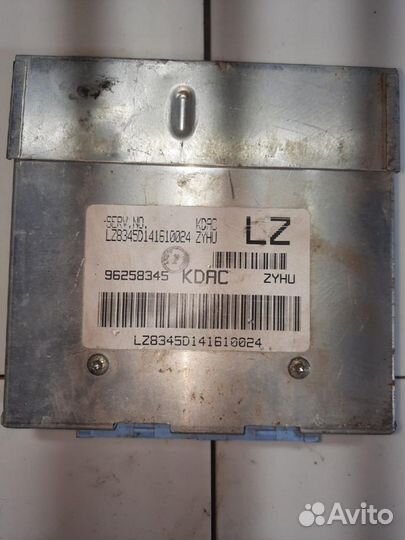 SERV.NO. KDAC
LZ8345D141610024 ZYHU LZ
96258345 KDAC ZYHU
LZ8345D141610024
Avito